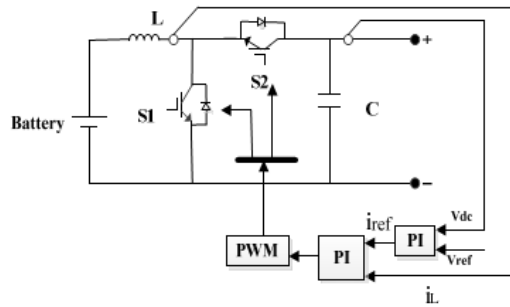 L
+
S2
S1
C
Battery
−
iref
Vdc
PI
Vref
PWM
PI
iL